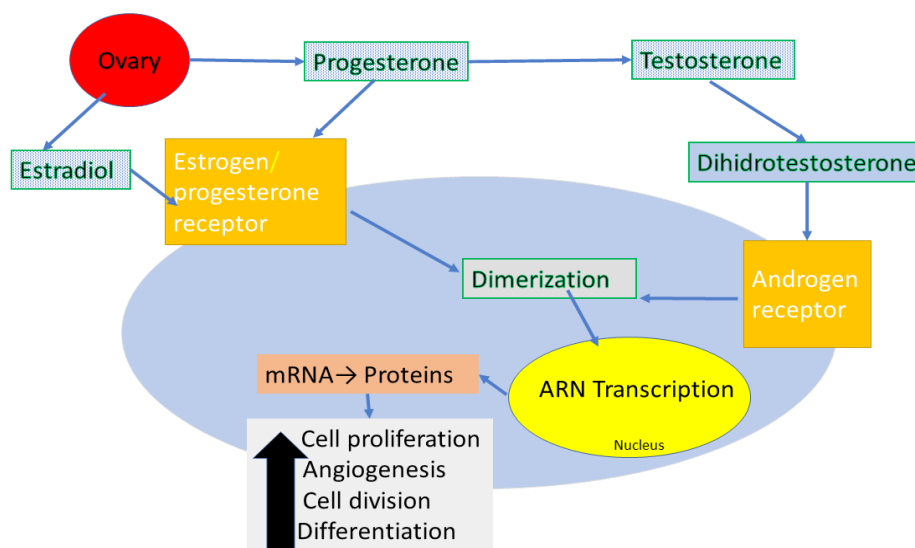 Ovary
Progesterone
Testosterone
Estradiol
Estrogen/
progesterone
receptor
Dihidrotestosterone
Dimerization
Androgen
receptor
mRNA→ Proteins
ARN Transcription
Nucleus
Cell proliferation
Angiogenesis
Cell division
Differentiation